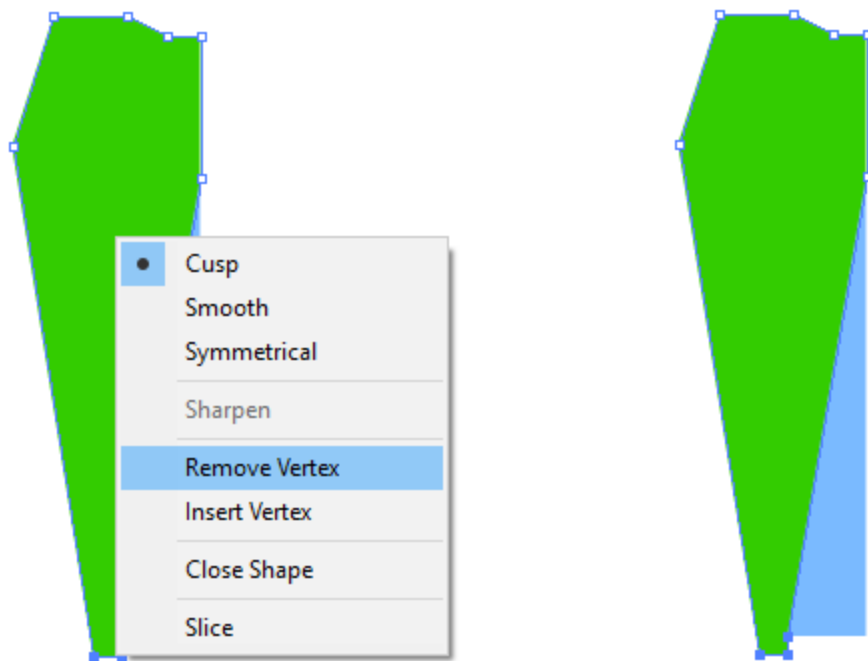 Cusp
Smooth
Symmetrical
Sharpen
Remove Vertex
Insert Vertex
Close Shape
Slice